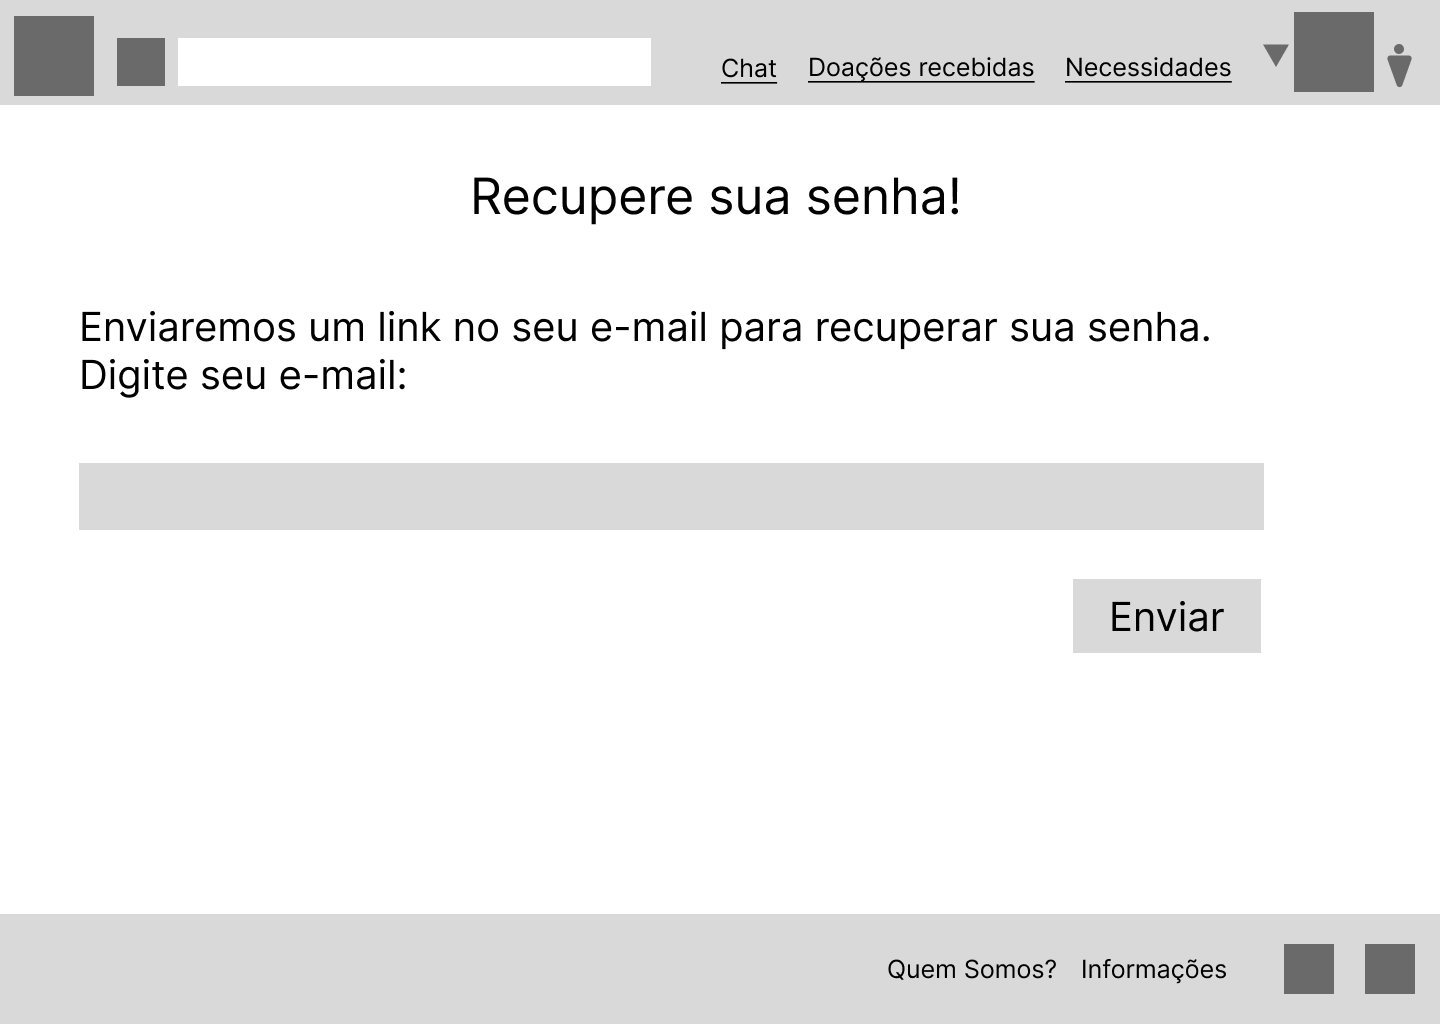 Chat
Doações recebidas
Necessidades
Recupere sua senha!
Enviaremos um link no seu e-mail para recuperar sua senha.
Digite seu e-mail:
Enviar
Quem Somos?
Informações